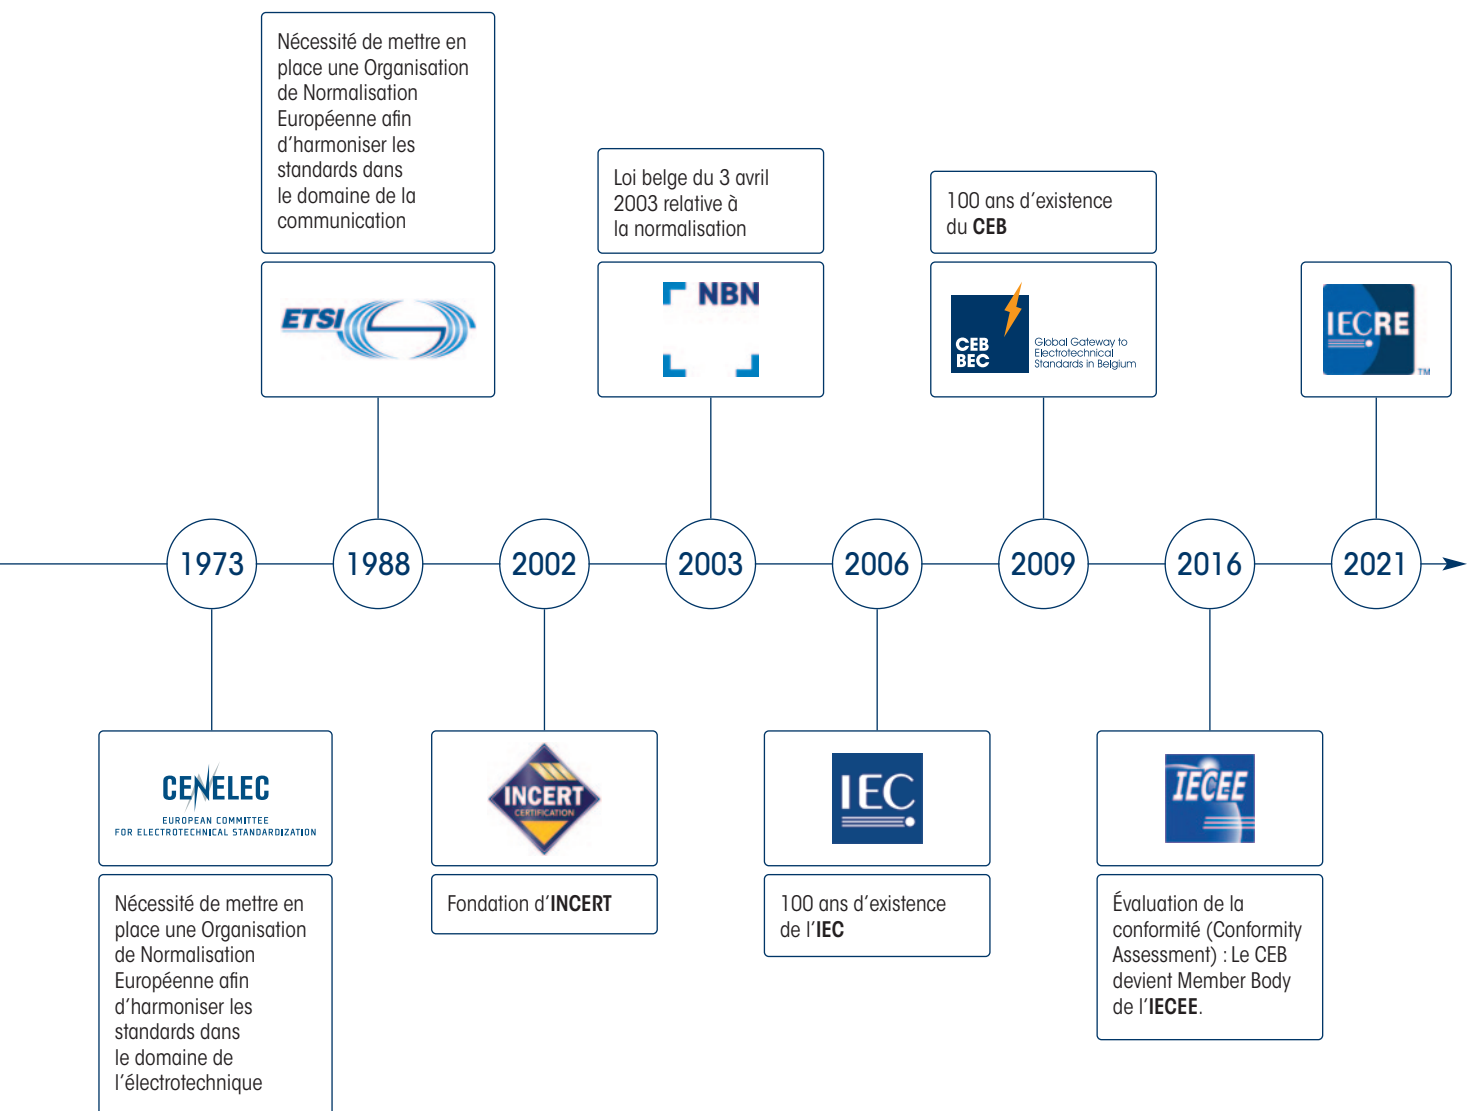 Nécessité de mettre en
place une Organisation
de Normalisation
Européenne afin
d’harmoniser les
standards dans
le domaine de la
communication
ETSI
Loi belge du 3 avril
2003 relative à
la normalisation
NBN
100 ans d’existence
du CEB
CEB
BEC
Global Gateway to
Electrotechnical
Standards in Belgium
IECRE
TM
1973
1988
2002
2003
2006
2009
2016
2021
CENELEC
EUROPEAN COMMITTEE
FOR ELECTROTECHNICAL STANDARDIZATION
Nécessité de mettre en
place une Organisation
de Normalisation
Européenne afin
d’harmoniser les
standards dans
le domaine de
l’électrotechnique
INCERT
CERTIFICATION
Fondation d’INCERT
IEC
100 ans d’existence
de l’IEC
IECEE
Évaluation de la
conformité (Conformity
Assessment) : Le CEB
devient Member Body
de l’IECEE.